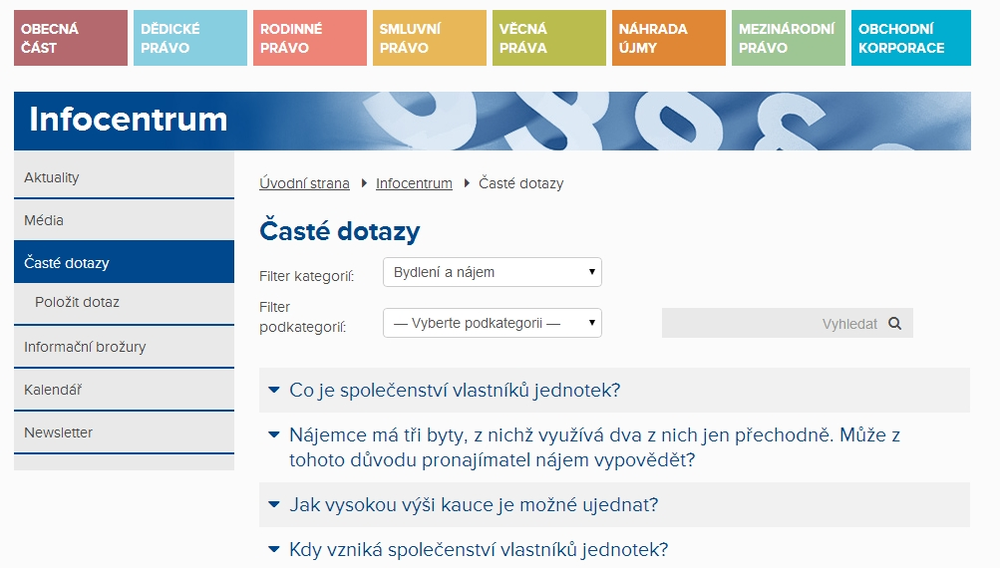 OBECNÁ
ČÁST
DĚDICKÉ
PRÁVO
RODINNÉ
PRÁVO
SMLUVNÍ
PRÁVO
VĚCNÁ
PRÁVA
NÁHRADA
ÚJMY
MEZINÁRODNÍ
PRÁVO
OBCHODNÍ
KORPORACE
Infocentrum
Aktuality
Média
Časté dotazy
Položit dotaz
Informační brožury
Kalendář
Newsletter
Úvodní strana Infocentrum Časté dotazy
Časté dotazy
Filter kategorií: Bydlení a nájem
Filter
podkategorií: — Vyberte podkategorii — Vyhledat
Co je společenství vlastníků jednotek?
Nájemce má tři byty, z nichž využívá dva z nich jen přechodně. Může z
tohoto důvodu pronajímatel nájem vypovědět?
Jak vysokou výši kauce je možné ujednat?
Kdy vzniká společenství vlastníků jednotek?